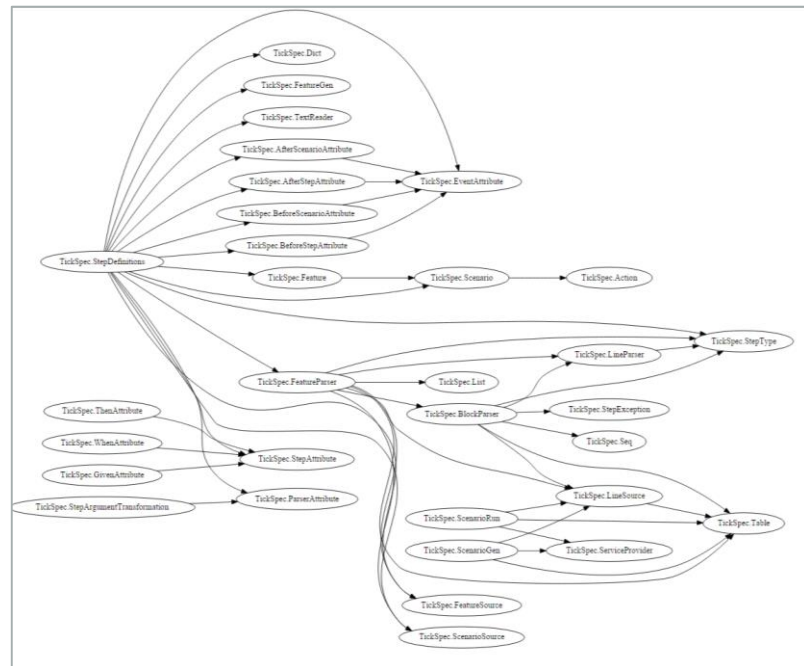 TickSpec.Dict
TickSpec.FeatureGen
TickSpec.TextReader
TickSpec.AfterScenarioAttribute
TickSpec.AfterStepAttribute
TickSpec.EventAttribute
TickSpec.BeforeScenarioAttribute
TickSpec.BeforeStepAttribute
TickSpec.StepDefinitions
TickSpec.Feature
TickSpec.Scenario
TickSpec.Action
TickSpec.StepType
TickSpec.LineParser
TickSpec.FeatureParser
TickSpec.List
TickSpec.BlockParser
TickSpec.StepException
TickSpec.ThenAttribute
TickSpec.Seq
TickSpec.WhenAttribute
TickSpec.StepAttribute
TickSpec.GivenAttribute
TickSpec.ParserAttribute
TickSpec.LineSource
TickSpec.StepArgumentTransformation
TickSpec.ScenarioRun
TickSpec.Table
TickSpec.ScenarioGen
TickSpec.ServiceProvider
TickSpec.FeatureSource
TickSpec.ScenarioSource